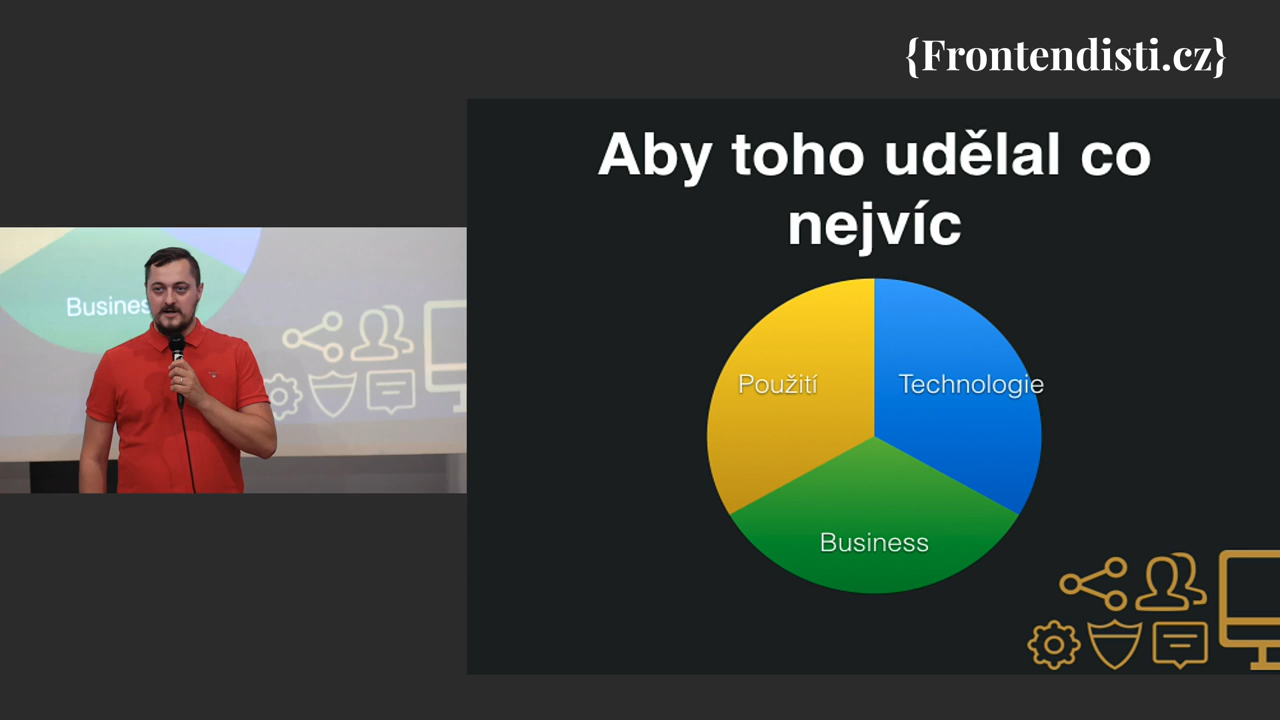 {Frontendisti.cz}
Aby toho udělal co
nejvíc
Použití
Technologie
Business
Busines